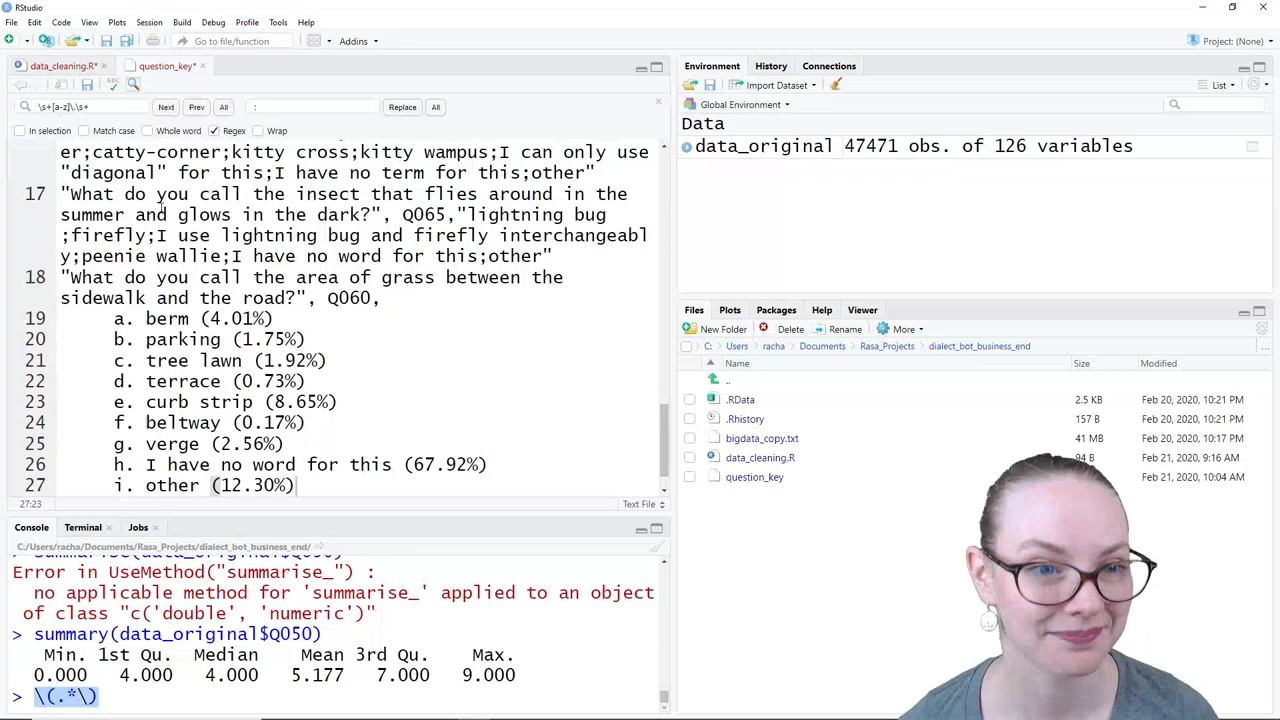 RStudio
File Edit Code View Plots Session Build Debug Profile Tools Help
Go to file/function Addins Project: (None)
data_cleaning.R* question_key*
\s+[a-z]\.\s+ Next Prev All : Replace All
In selection Match case Whole word Regex Wrap
er;catty-corner;kitty cross;kitty wampus;I can only use
"diagonal" for this;I have no term for this;other"
17 "What do you call the insect that flies around in the
summer and glows in the dark?", Q065,"lightning bug
;firefly;I use lightning bug and firefly interchangeabl
y;peenie wallie;I have no word for this;other"
18 "What do you call the area of grass between the
sidewalk and the road?", Q060,
19 a. berm (4.01%)
20 b. parking (1.75%)
21 c. tree lawn (1.92%)
22 d. terrace (0.73%)
23 e. curb strip (8.65%)
24 f. beltway (0.17%)
25 g. verge (2.56%)
26 h. I have no word for this (67.92%)
27 i. other (12.30%)
27:23 Text File
Console Terminal Jobs
C:/Users/racha/Documents/Rasa_Projects/dialect_bot_business_end/
Error in UseMethod("summarise_") :
no applicable method for 'summarise_' applied to an object
of class "c('double', 'numeric')"
> summary(data_original$Q050)
Min. 1st Qu. Median Mean 3rd Qu. Max.
0.000 4.000 4.000 5.177 7.000 9.000
> \(.*\)
Environment History Connections
Import Dataset List
Global Environment
Data
data_original 47471 obs. of 126 variables
Files Plots Packages Help Viewer
New Folder Delete Rename More
C: Users racha Documents Rasa_Projects dialect_bot_business_end ...
Name Size Modified
..
.RData 2.5 KB Feb 20, 2020, 10:21 PM
.Rhistory 157 B Feb 20, 2020, 10:21 PM
bigdata_copy.txt 41 MB Feb 20, 2020, 10:17 PM
data_cleaning.R 94 B Feb 21, 2020, 9:16 AM
question_key Feb 21, 2020, 10:04 AM